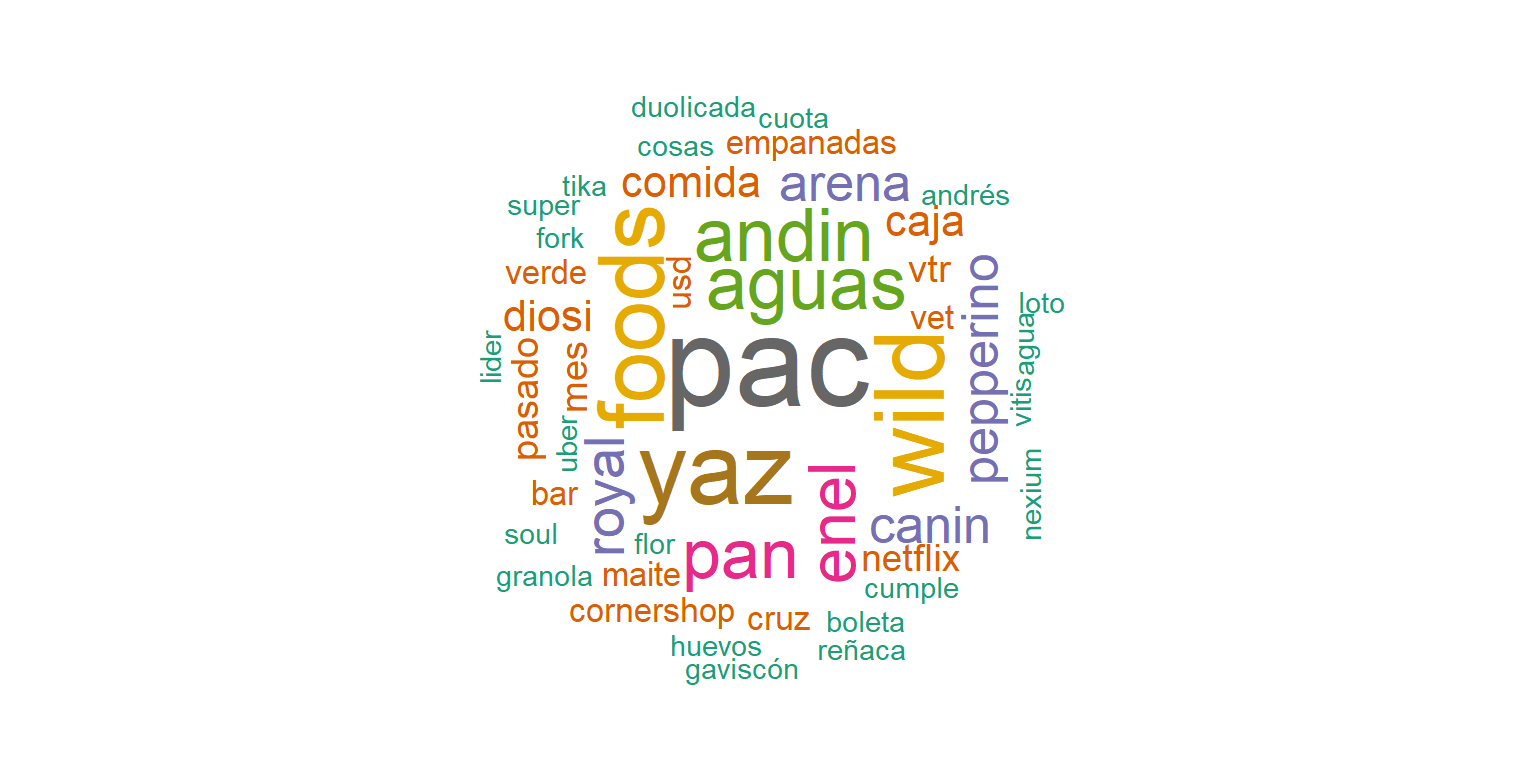 duolicada
cuota
cosas
empanadas
tika
comida
arena
andrés
super
foods
andin
caja
fork
verde
usd
aguas
vtr
pepperino
diosi
vet
loto
agua
lider
pasado
mes
pac
wild
vitis
uber
royal
yaz
enel
nexium
bar
canin
soul
flor
pan
netflix
granola
maite
cumple
cornershop
cruz
boleta
huevos
reñaca
gaviscón